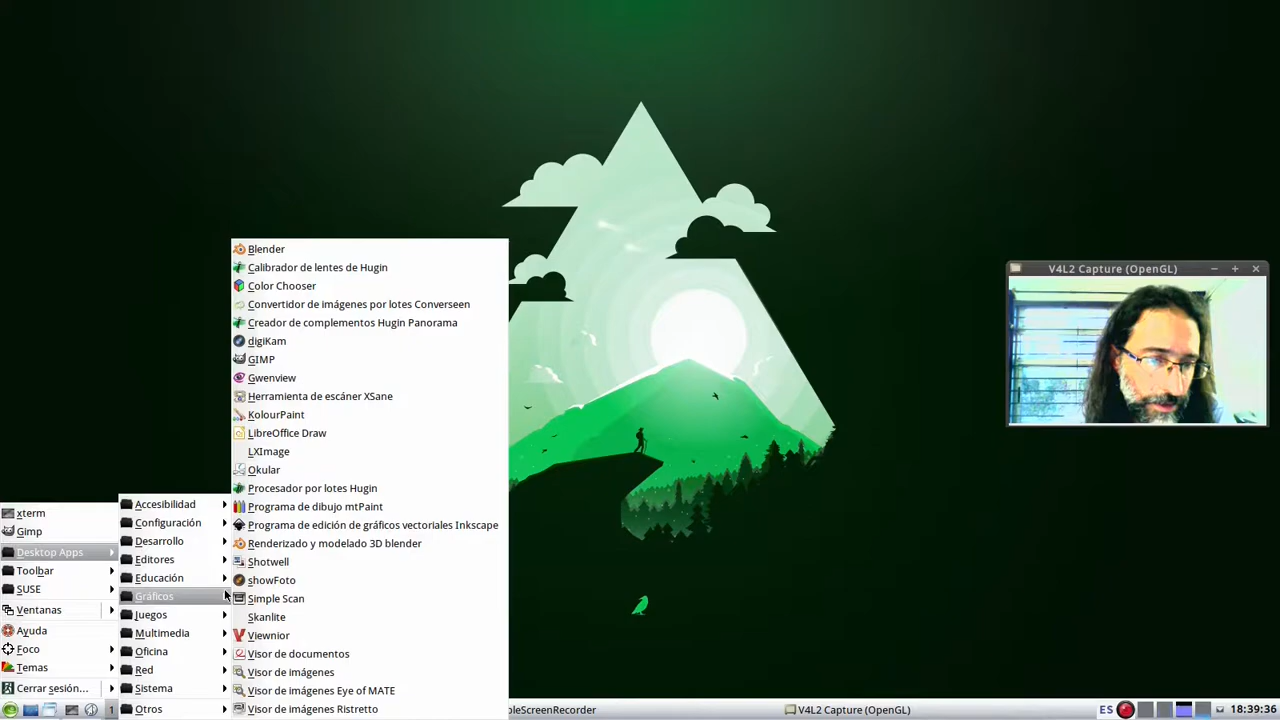 Blender
Calibrador de lentes de Hugin
Color Chooser
Convertidor de imágenes por lotes Converseen
Creador de complementos Hugin Panorama
digiKam
GIMP
Gwenview
Herramienta de escáner XSane
KolourPaint
LibreOffice Draw
LXImage
Okular
Procesador por lotes Hugin
Programa de dibujo mtPaint
Programa de edición de gráficos vectoriales Inkscape
Renderizado y modelado 3D blender
Shotwell
showFoto
Simple Scan
Skanlite
Viewnior
Visor de documentos
Visor de imágenes
Visor de imágenes Eye of MATE
Visor de imágenes Ristretto
Accesibilidad
Configuración
Desarrollo
Editores
Educación
Gráficos
Juegos
Multimedia
Oficina
Red
Sistema
Otros
xterm
Gimp
Desktop Apps
Toolbar
SUSE
Ventanas
Ayuda
Foco
Temas
Cerrar sesión...
V4L2 Capture (OpenGL)
1
pleScreenRecorder
V4L2 Capture (OpenGL)
ES
18:39:36